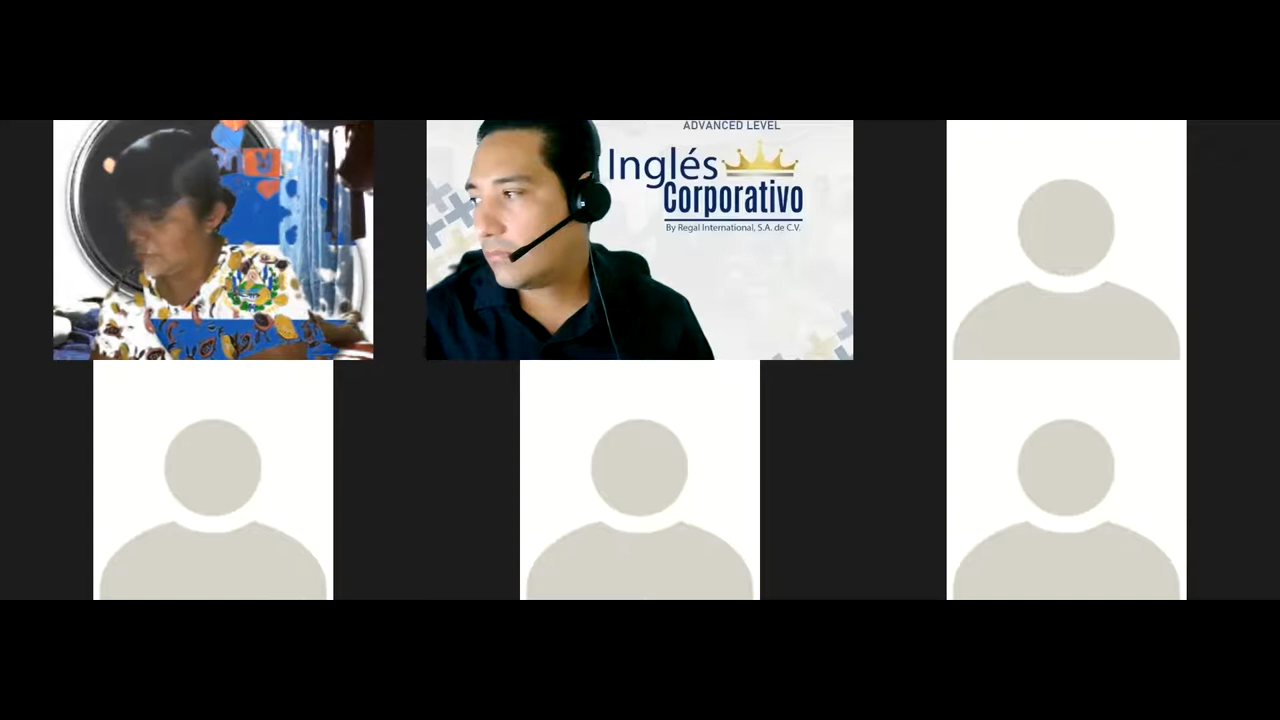 ADVANCED LEVEL
Inglés
Corporativo
By Regal International, S.A. de C.V.